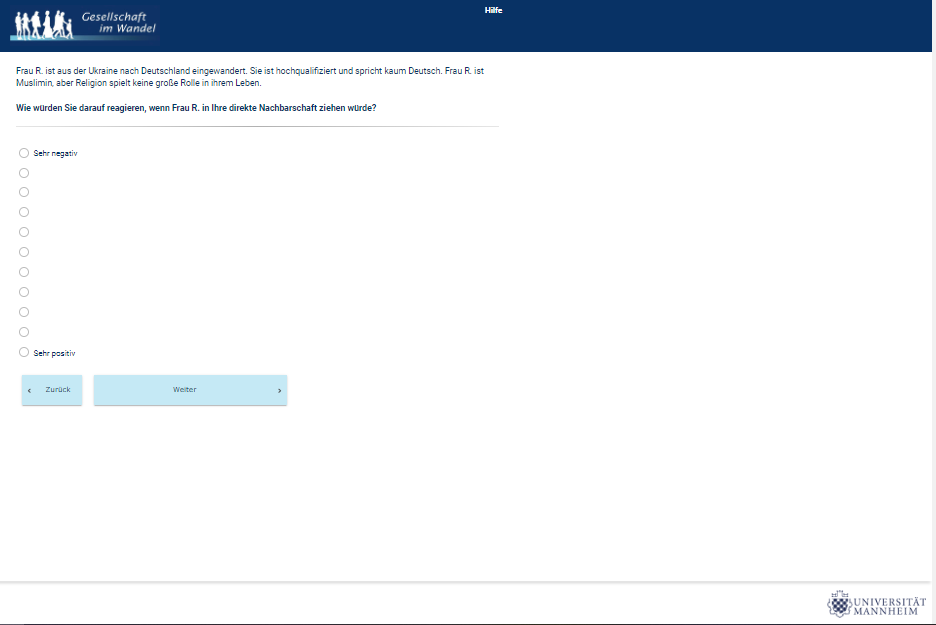 Gesellschaft
im Wandel
Hilfe
Frau R. ist aus der Ukraine nach Deutschland eingewandert. Sie ist hochqualifiziert und spricht kaum Deutsch. Frau R. ist
Muslimin, aber Religion spielt keine große Rolle in ihrem Leben.
Wie würden Sie darauf reagieren, wenn Frau R. in Ihre direkte Nachbarschaft ziehen würde?
Sehr negativ
Sehr positiv
‹ Zurück
Weiter ›
UNIVERSITÄT
MANNHEIM